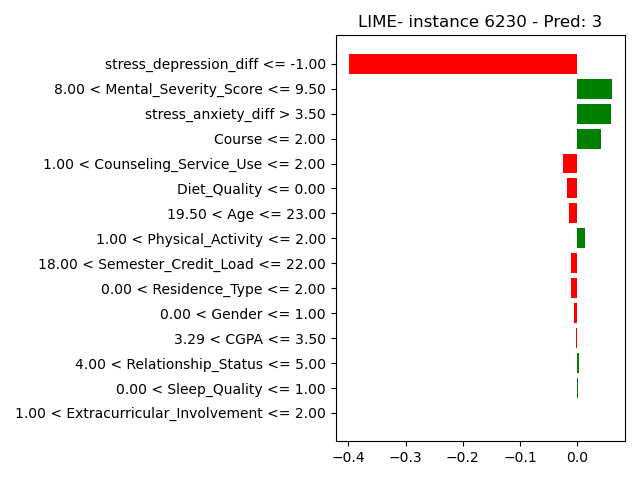 LIME- instance 6230 - Pred: 3
stress_depression_diff <= -1.00
8.00 < Mental_Severity_Score <= 9.50
stress_anxiety_diff > 3.50
Course <= 2.00
1.00 < Counseling_Service_Use <= 2.00
Diet_Quality <= 0.00
19.50 < Age <= 23.00
1.00 < Physical_Activity <= 2.00
18.00 < Semester_Credit_Load <= 22.00
0.00 < Residence_Type <= 2.00
0.00 < Gender <= 1.00
3.29 < CGPA <= 3.50
4.00 < Relationship_Status <= 5.00
0.00 < Sleep_Quality <= 1.00
1.00 < Extracurricular_Involvement <= 2.00
−0.4 −0.3 −0.2 −0.1 0.0